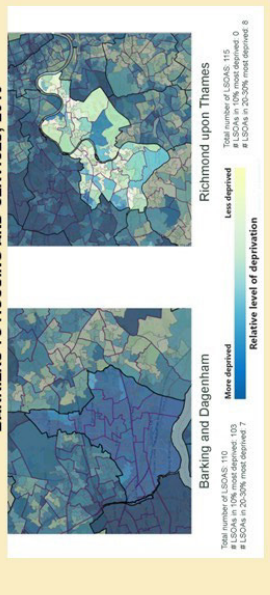 Barking and Dagenham
Total number of LSOAS: 110
# LSOAs in 10% most deprived: 103
# LSOAs in 20-30% most deprived: 7
More deprived
Less deprived
Relative level of deprivation
Richmond upon Thames
Total number of LSOAS: 115
# LSOAs in 10% most deprived: 0
# LSOAs in 20-30% most deprived: 8